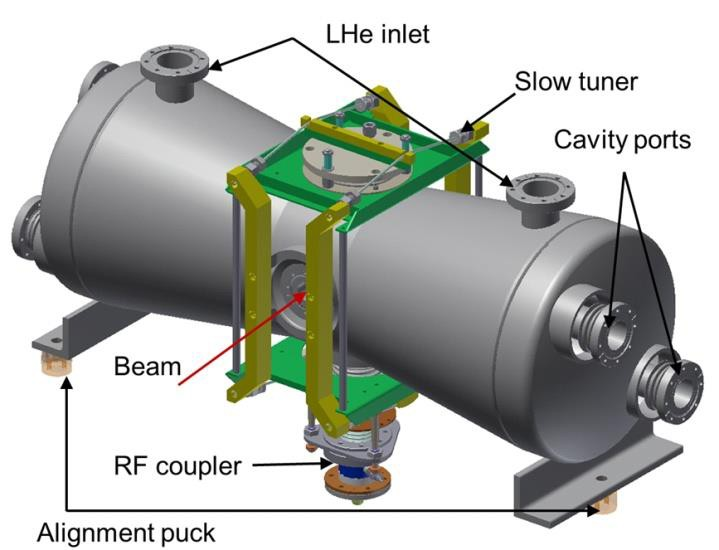 LHe inlet
Slow tuner
Cavity ports
Beam
RF coupler
Alignment puck